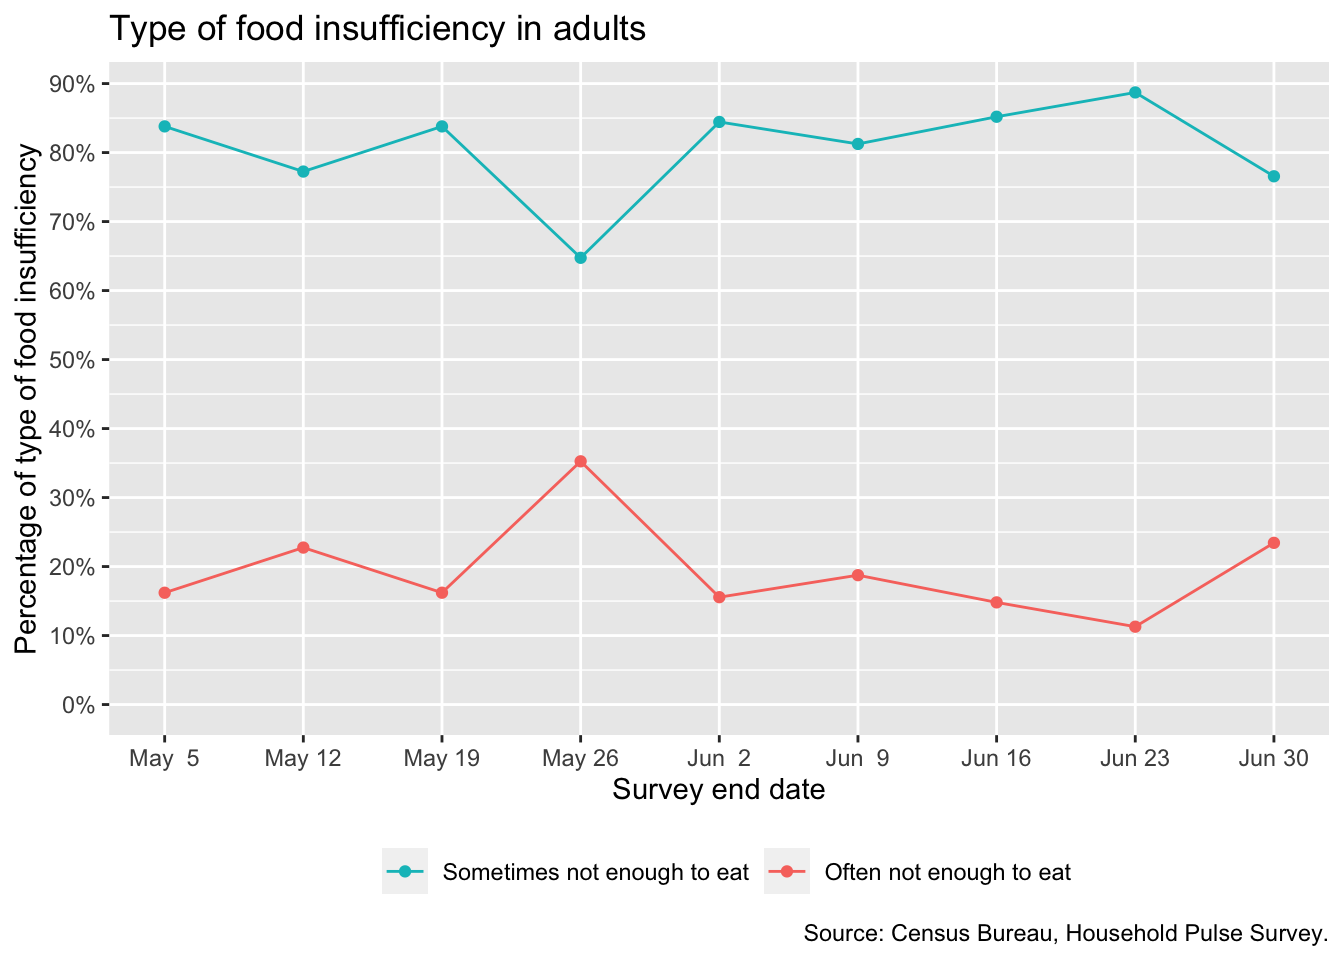 Type of food insufficiency in adults
Percentage of type of food insufficiency
90%
80%
70%
60%
50%
40%
30%
20%
10%
0%
May  5 May 12 May 19 May 26 Jun  2 Jun  9 Jun 16 Jun 23 Jun 30
Survey end date
Sometimes not enough to eat Often not enough to eat
Source: Census Bureau, Household Pulse Survey.